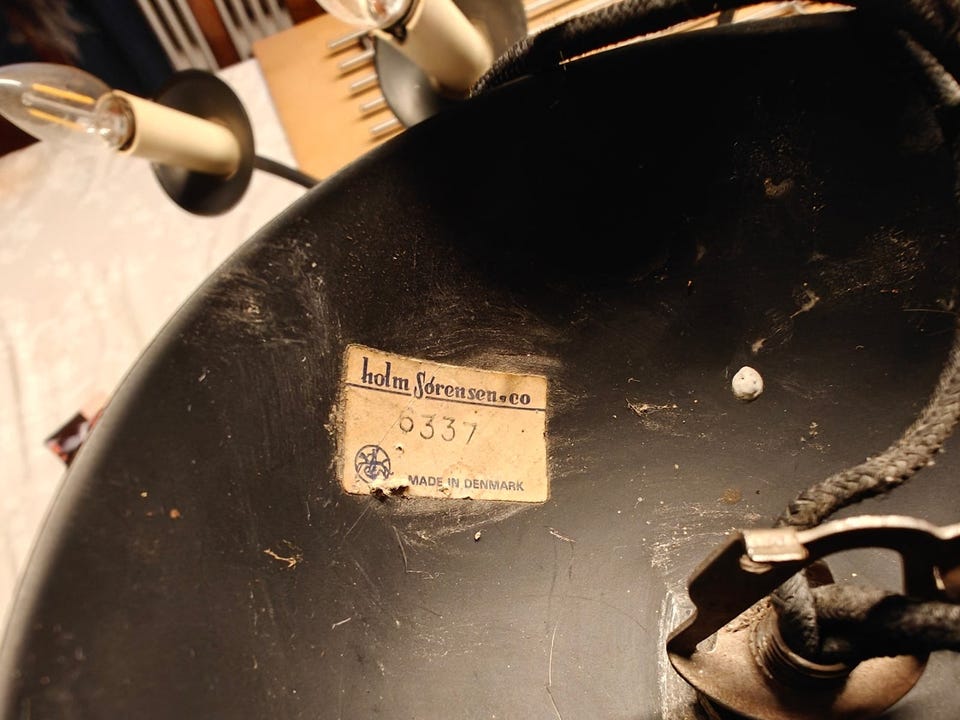 holm Sørensen.co
6337
MADE IN DENMARK